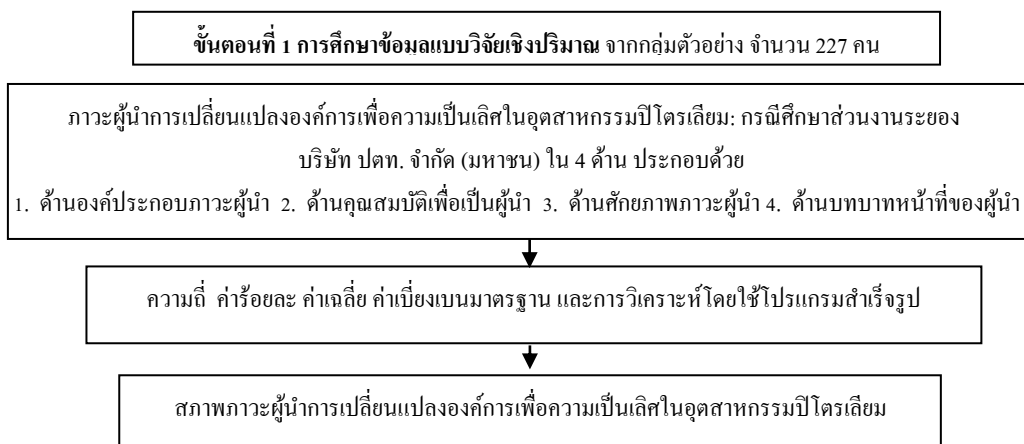 ขั้นตอนที่ 1 การศึกษาข้อมูลแบบวิจัยเชิงปริมาณ จากกลุ่มตัวอย่าง จำนวน 227 คน
ภาวะผู้นำการเปลี่ยนแปลงองค์การเพื่อความเป็นเลิศในอุตสาหกรรมปิโตรเลียม: กรณีศึกษาส่วนงานระยอง
บริษัท ปตท. จำกัด (มหาชน) ใน 4 ด้าน ประกอบด้วย
1. ด้านองค์ประกอบภาวะผู้นำ 2. ด้านคุณสมบัติเพื่อเป็นผู้นำ 3. ด้านศักยภาพภาวะผู้นำ 4. ด้านบทบาทหน้าที่ของผู้นำ
ความถี่ ค่าร้อยละ ค่าเฉลี่ย ค่าเบี่ยงเบนมาตรฐาน และการวิเคราะห์โดยใช้โปรแกรมสำเร็จรูป
สภาพภาวะผู้นำการเปลี่ยนแปลงองค์การเพื่อความเป็นเลิศในอุตสาหกรรมปิโตรเลียม